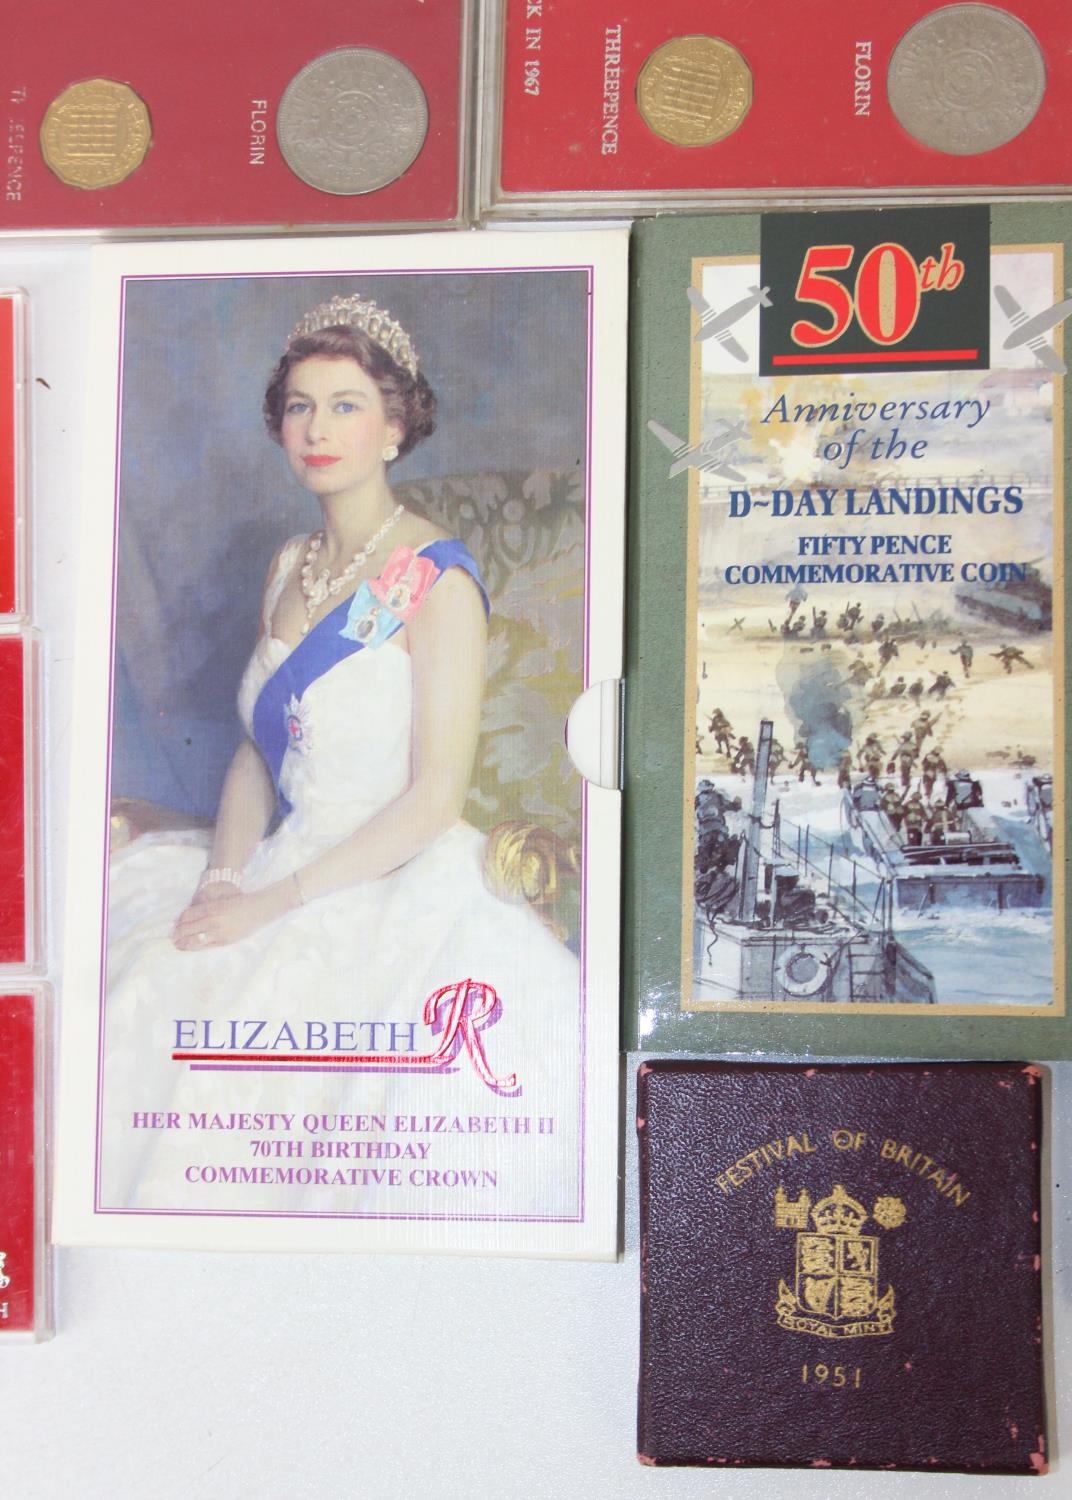 THREEPENCE
FLORIN
CK IN 1967
THREEPENCE
FLORIN
50th
Anniversary
of the
D~DAY LANDINGS
FIFTY PENCE
COMMEMORATIVE COIN
ELIZABETH R
HER MAJESTY QUEEN ELIZABETH II
70TH BIRTHDAY
COMMEMORATIVE CROWN
FESTIVAL OF BRITAIN
ROYAL MINT
1951